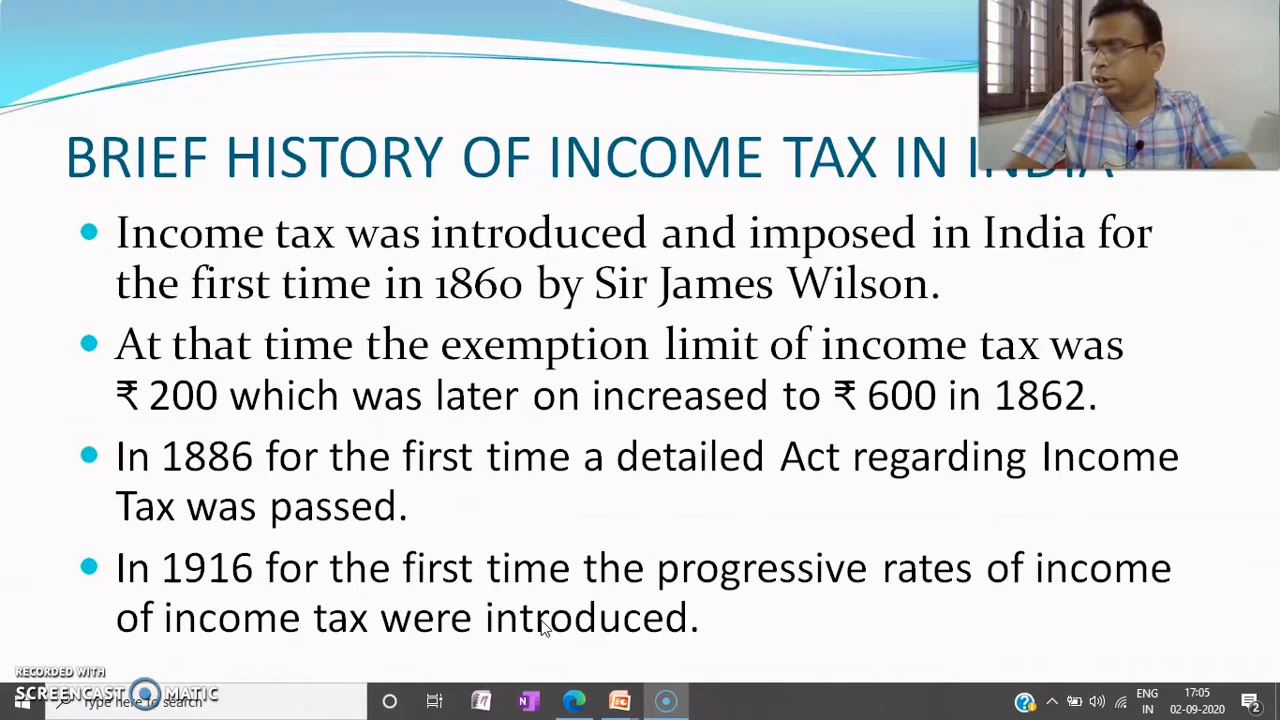 BRIEF HISTORY OF INCOME TAX IN INDIA
Income tax was introduced and imposed in India for
the first time in 1860 by Sir James Wilson.
At that time the exemption limit of income tax was
₹ 200 which was later on increased to ₹ 600 in 1862.
In 1886 for the first time a detailed Act regarding Income
Tax was passed.
In 1916 for the first time the progressive rates of income
of income tax were introduced.
RECORDED WITH
SCREENCAST MATIC
Type here to search
ENG
IN
17:05
02-09-2020
2